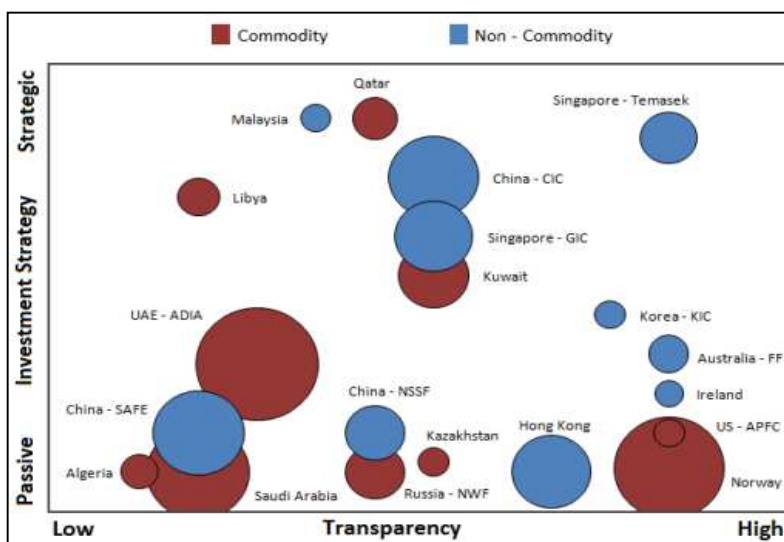 Commodity
Non - Commodity
Strategic
Investment Strategy
Passive
Qatar
Malaysia
Singapore - Temasek
China - CIC
Libya
Singapore - GIC
Kuwait
UAE - ADIA
Korea - KIC
Australia - FF
China - NSSF
Ireland
China - SAFE
Hong Kong
US - APFC
Kazakhstan
Algeria
Norway
Saudi Arabia
Russia - NWF
Low
Transparency
High